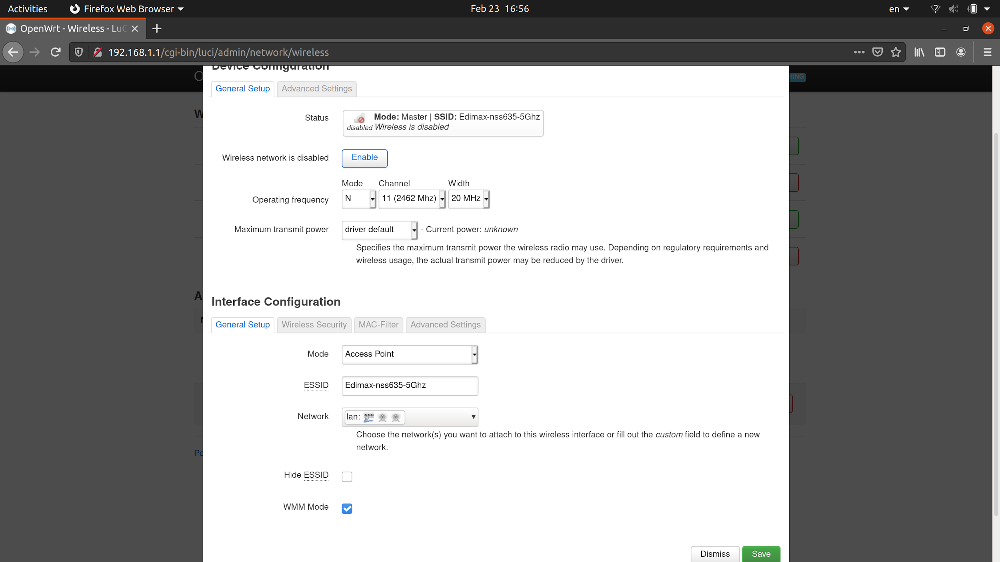 Activities Firefox Web Browser Feb 23 16:56 en
OpenWrt - Wireless - LuC
192.168.1.1/cgi-bin/luci/admin/network/wireless
Device Configuration
HING
General Setup Advanced Settings
Status
Mode: Master | SSID: Edimax-nss635-5Ghz
disabled Wireless is disabled
Wireless network is disabled Enable
Mode Channel Width
Operating frequency N 11 (2462 Mhz) 20 MHz
Maximum transmit power driver default - Current power: unknown
Specifies the maximum transmit power the wireless radio may use. Depending on regulatory requirements and
wireless usage, the actual transmit power may be reduced by the driver.
Interface Configuration
General Setup Wireless Security MAC-Filter Advanced Settings
Mode Access Point
ESSID Edimax-nss635-5Ghz
Network lan:
Choose the network(s) you want to attach to this wireless interface or fill out the custom field to define a new
network.
Hide ESSID
WMM Mode
Dismiss Save